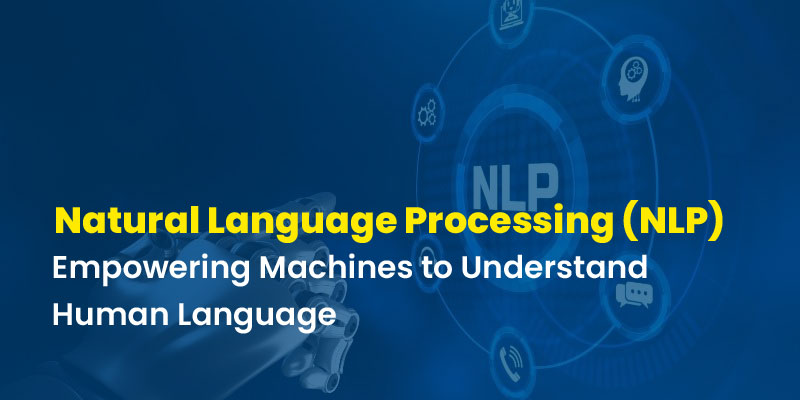 NLP
Natural Language Processing (NLP)
Empowering Machines to Understand
Human Language